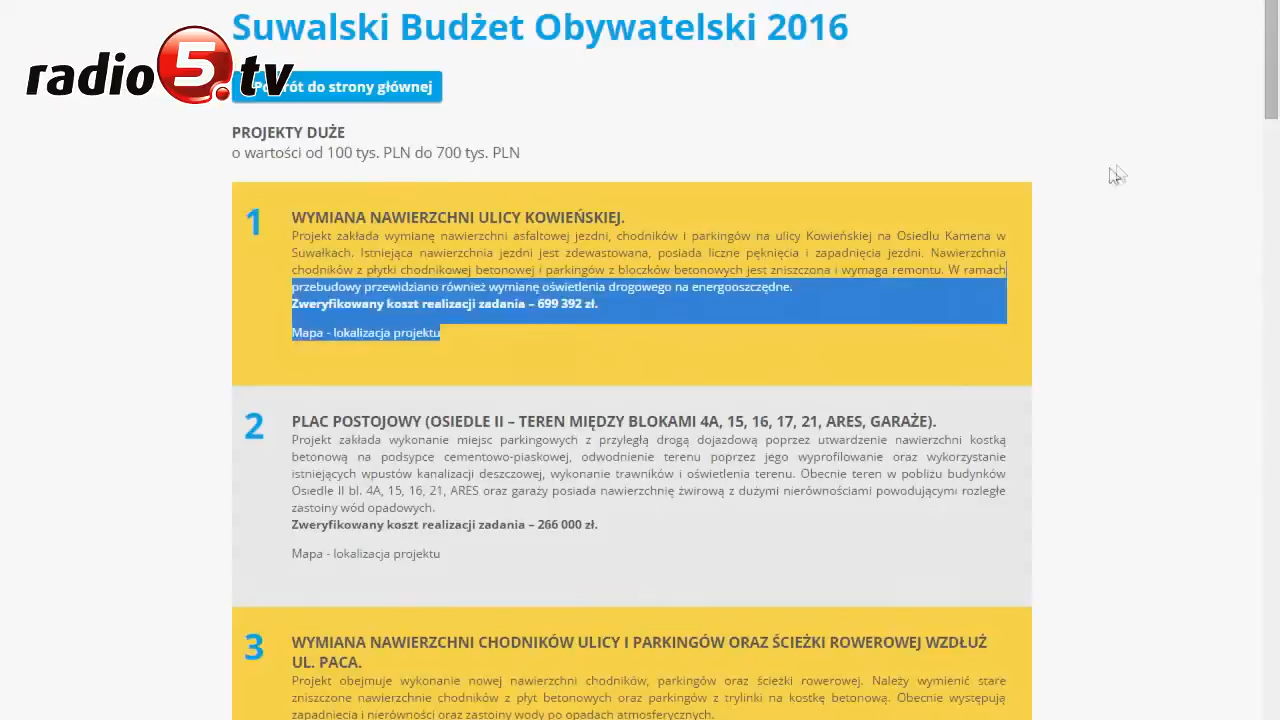 Suwalski Budżet Obywatelski 2016
radio5.tv
rót do strony głównej
PROJEKTY DUŻE
o wartości od 100 tys. PLN do 700 tys. PLN
1
WYMIANA NAWIERZCHNI ULICY KOWIEŃSKIEJ.
Projekt zakłada wymianę nawierzchni asfaltowej jezdni, chodników i parkingów na ulicy Kowieńskiej na Osiedlu Kamena w
Suwałkach. Istniejąca nawierzchnia jezdni jest zdewastowana, posiada liczne pęknięcia i zapadnięcia jezdni. Nawierzchnia
chodników z płytki chodnikowej betonowej i parkingów z bloczków betonowych jest zniszczona i wymaga remontu. W ramach
przebudowy przewidziano również wymianę oświetlenia drogowego na energooszczędne.
Zweryfikowany koszt realizacji zadania – 699 392 zł.
Mapa - lokalizacja projektu
2
PLAC POSTOJOWY (OSIEDLE II – TEREN MIĘDZY BLOKAMI 4A, 15, 16, 17, 21, ARES, GARAŻE).
Projekt zakłada wykonanie miejsc parkingowych z przyległą drogą dojazdową poprzez utwardzenie nawierzchni kostką
betonową na podsypce cementowo-piaskowej, odwodnienie terenu poprzez jego wyprofilowanie oraz wykorzystanie
istniejących wpustów kanalizacji deszczowej, wykonanie trawników i oświetlenia terenu. Obecnie teren w pobliżu budynków
Osiedle II bl. 4A, 15, 16, 21, ARES oraz garaży posiada nawierzchnię żwirową z dużymi nierównościami powodującymi rozległe
zastoiny wód opadowych.
Zweryfikowany koszt realizacji zadania – 266 000 zł.
Mapa - lokalizacja projektu
3
WYMIANA NAWIERZCHNI CHODNIKÓW ULICY I PARKINGÓW ORAZ ŚCIEŻKI ROWEROWEJ WZDŁUŻ
UL. PACA.
Projekt obejmuje wykonanie nowej nawierzchni chodników, parkingów oraz ścieżki rowerowej. Należy wymienić stare
zniszczone nawierzchnie chodników z płyt betonowych oraz parkingów z trylinki na kostkę betonową. Obecnie występują
zapadnięcia i nierówności oraz zastoiny wody po opadach atmosferycznych.